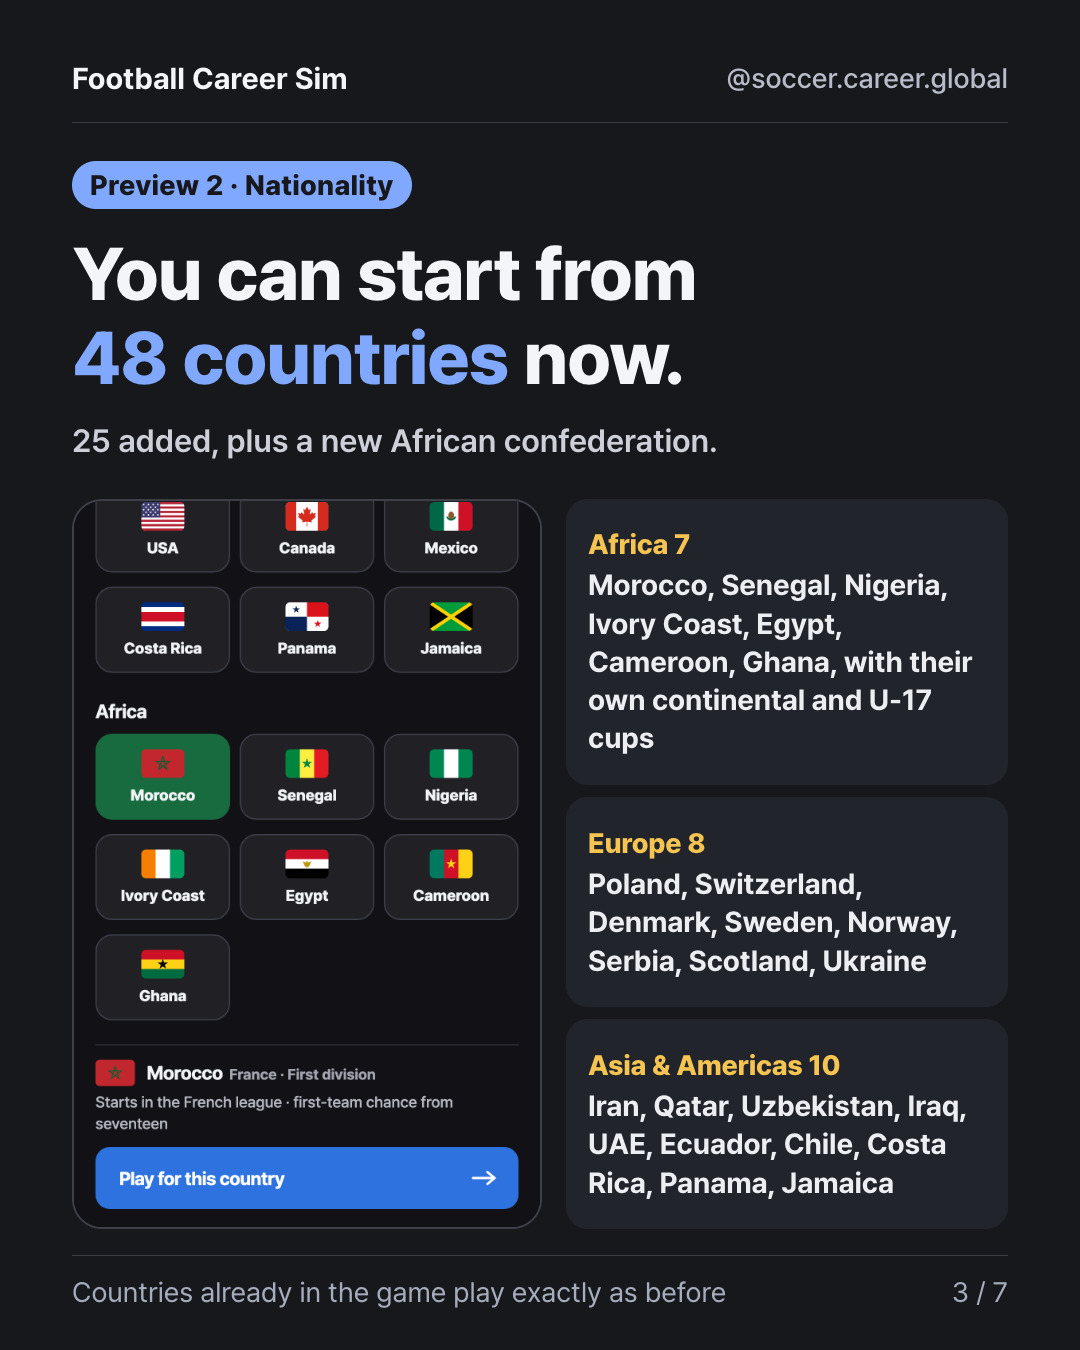 Football Career Sim
@soccer.career.global
Preview 2 · Nationality
You can start from
48 countries now.
25 added, plus a new African confederation.
USA
Canada
Mexico
Costa Rica
Panama
Jamaica
Africa
Morocco
Senegal
Nigeria
Ivory Coast
Egypt
Cameroon
Ghana
Morocco France · First division
Starts in the French league · first-team chance from
seventeen
Play for this country →
Africa 7
Morocco, Senegal, Nigeria,
Ivory Coast, Egypt,
Cameroon, Ghana, with their
own continental and U-17
cups
Europe 8
Poland, Switzerland,
Denmark, Sweden, Norway,
Serbia, Scotland, Ukraine
Asia & Americas 10
Iran, Qatar, Uzbekistan, Iraq,
UAE, Ecuador, Chile, Costa
Rica, Panama, Jamaica
Countries already in the game play exactly as before
3 / 7